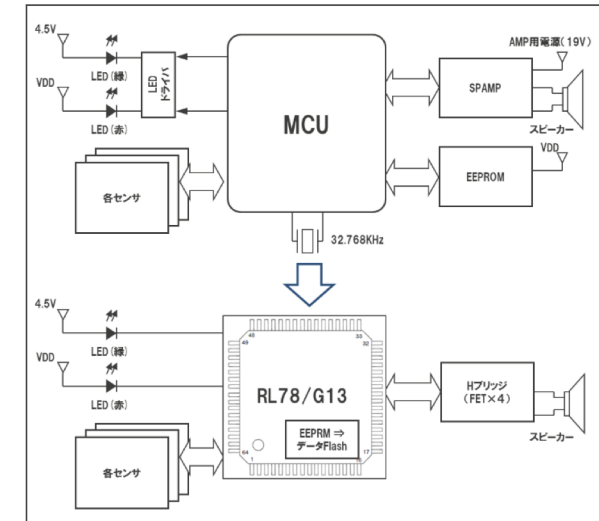 4.5V
LED (緑)
VDD
LED (赤)
LED
ドライバ
各センサ
MCU
32.768KHz
AMP用電源(19V)
SPAMP
スピーカー
VDD
EEPROM
4.5V
LED (緑)
VDD
LED (赤)
各センサ
48
33
49
32
RL78/G13
EEPRM ⇒
データFlash
64
17
1
16
Hブリッジ
(FET×4)
スピーカー